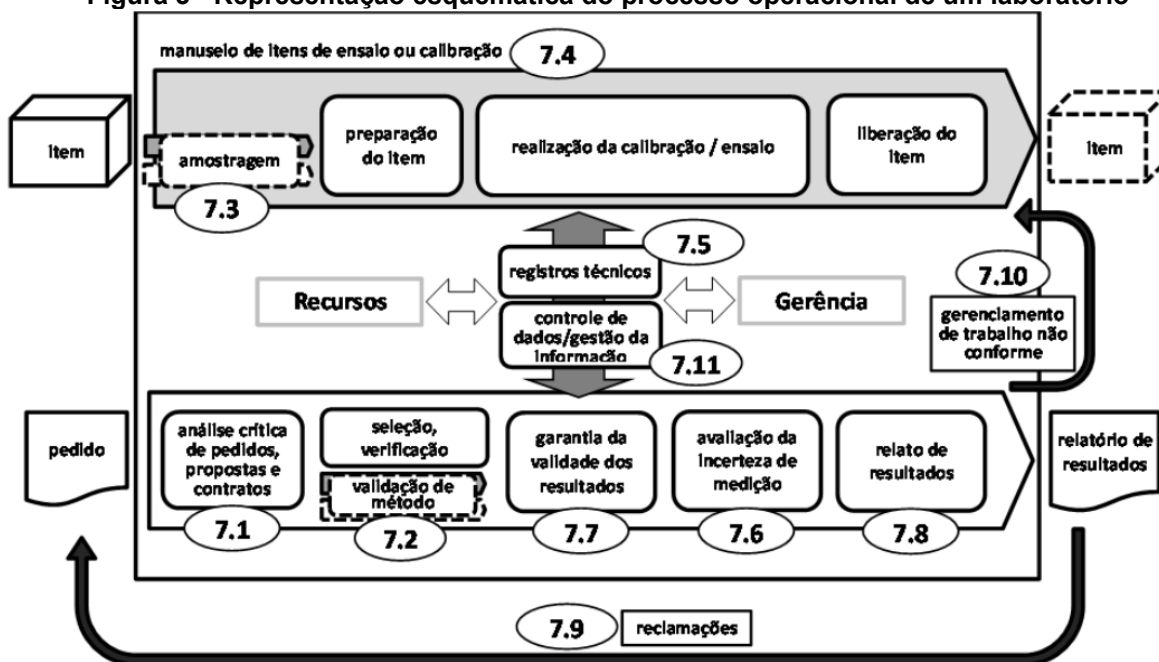 Figura 3 - Representação esquemática do processo operacional de um laboratório
manuseio de itens de ensaio ou calibração
7.4
item
amostragem
7.3
preparação
do item
realização da calibração / ensaio
liberação do
item
item
7.5
registros técnicos
Recursos
Gerência
controle de
dados/gestão da
informação
7.11
7.10
gerenciamento
de trabalho não
conforme
pedido
análise crítica
de pedidos,
propostas e
contratos
7.1
seleção,
verificação
validação de
método
7.2
garantia da
validade dos
resultados
7.7
avaliação da
incerteza de
medição
7.6
relato de
resultados
7.8
relatório de
resultados
7.9
reclamações